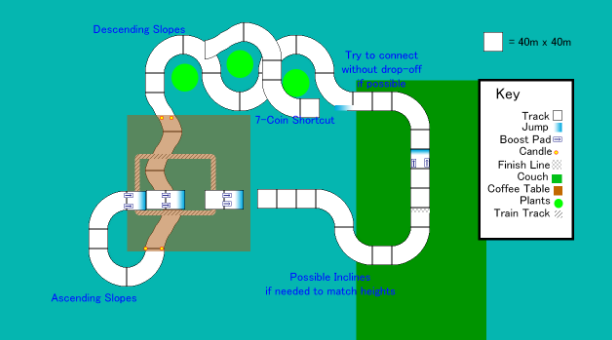 Descending Slopes
= 40m x 40m
Try to connect
without drop-off
if possible
Key
7-Coin Shortcut
Track
Jump
Boost Pad
Candle
Finish Line
Couch
Coffee Table
Plants
Train Track
Possible Inclines
if needed to match heights
Ascending Slopes